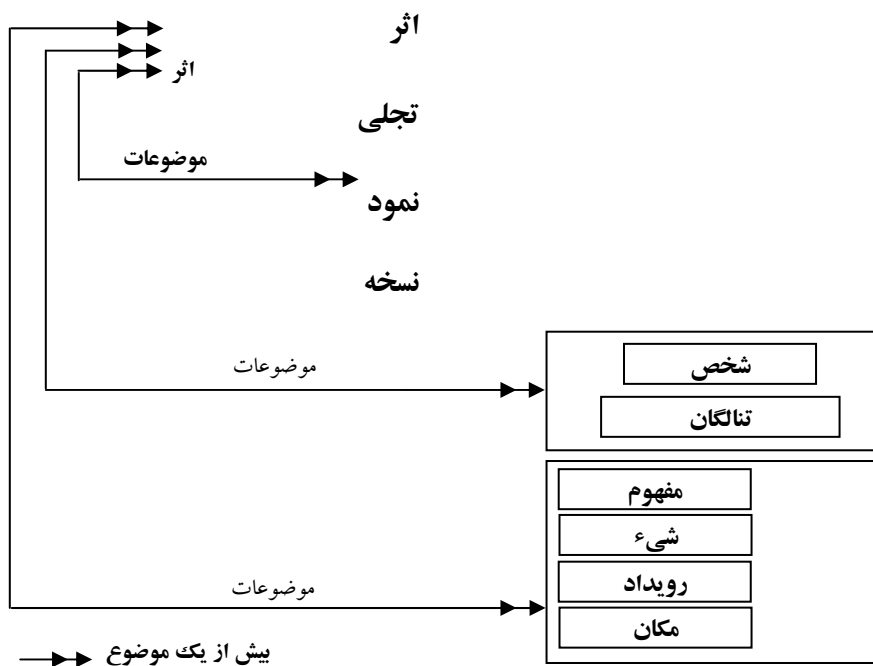 اثر
اثر
تجلی
موضوعات
نمود
نسخه
موضوعات
شخص
تنالگان
مفهوم
شیء
رویداد
موضوعات
مکان
بیش از یک موضوع